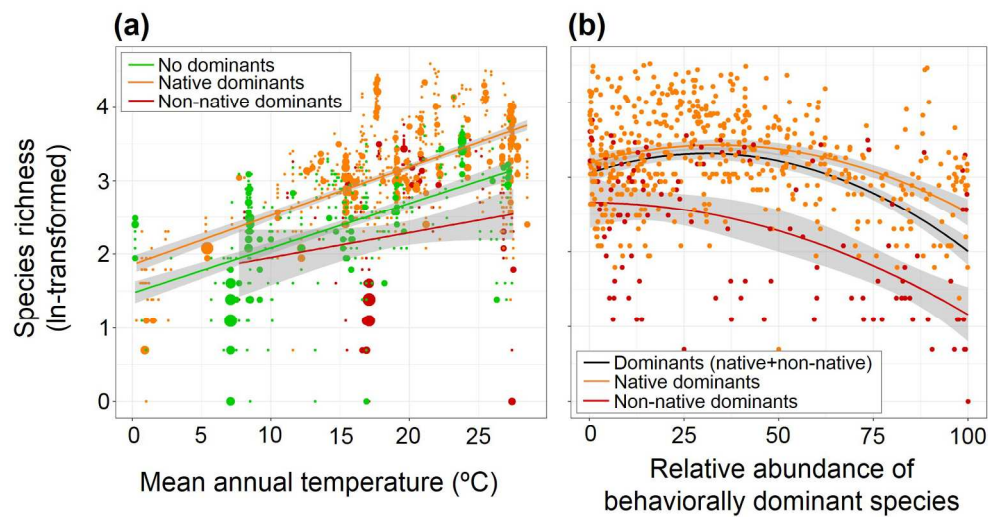 (a)
No dominants
Native dominants
Non-native dominants
4
3
2
1
0
0
5
10
15
20
25
Mean annual temperature (ºC)
Species richness
(ln-transformed)
(b)
Dominants (native+non-native)
Native dominants
Non-native dominants
0
25
50
75
100
Relative abundance of
behaviorally dominant species